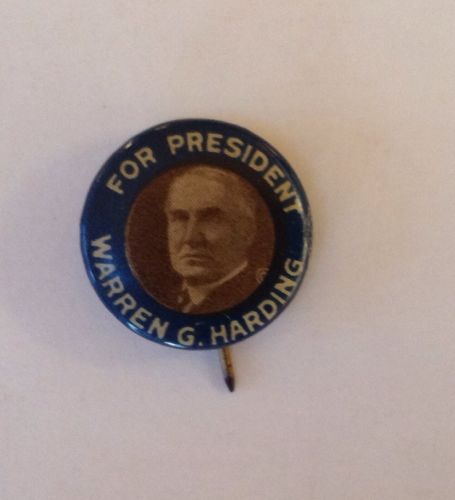 FOR PRESIDENT
WARREN G. HARDING